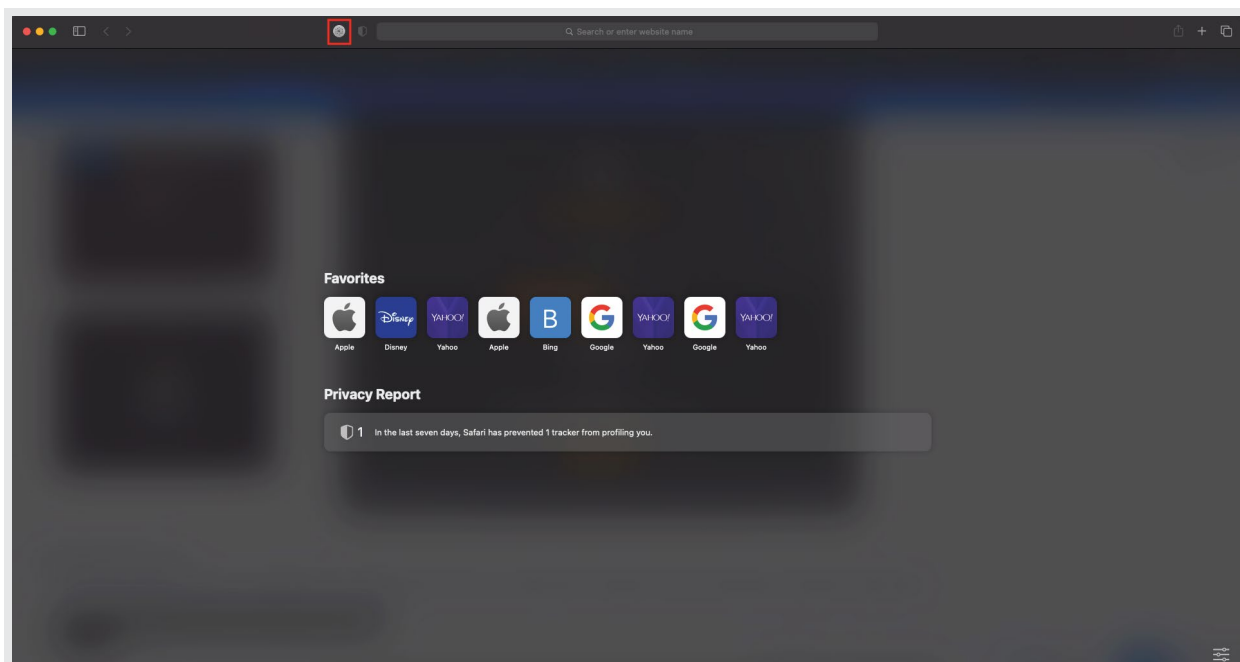 Search or enter website name
Favorites
Disney YAHOO! B G YAHOO! G YAHOO!
Apple Disney Yahoo Apple Bing Google Yahoo Google Yahoo
Privacy Report
1 In the last seven days, Safari has prevented 1 tracker from profiling you.